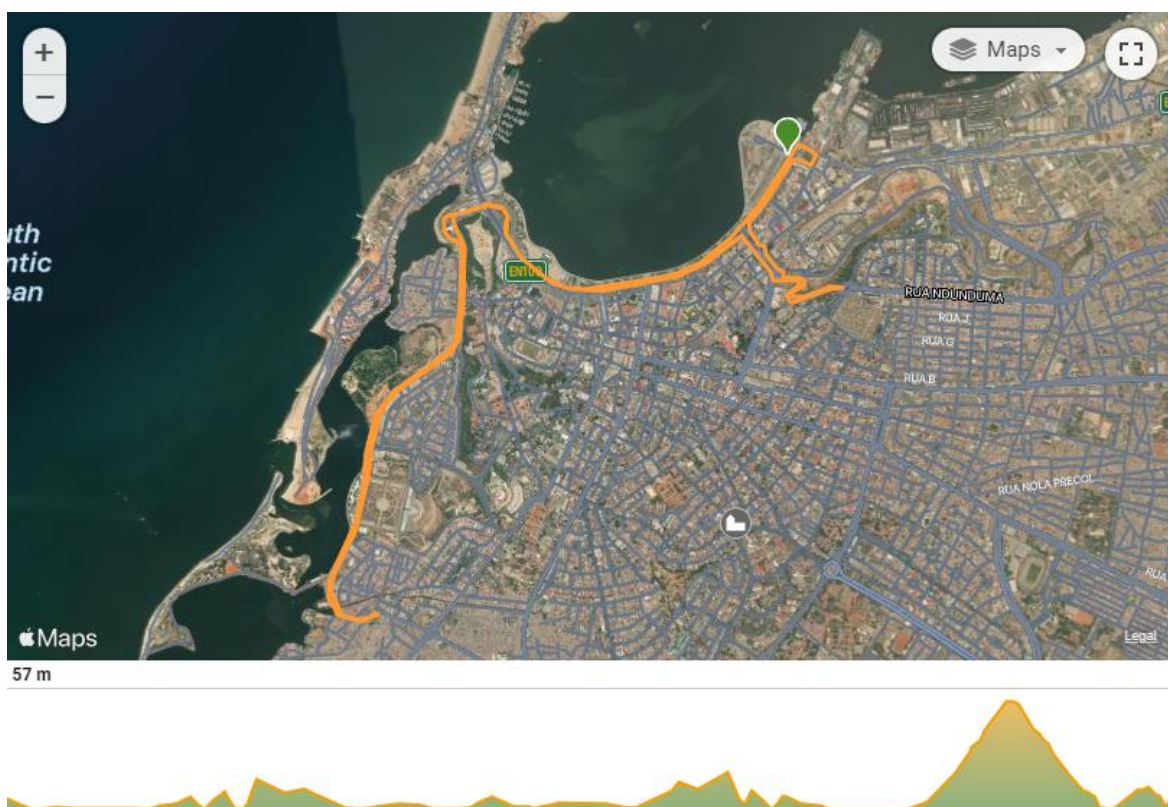 +
Maps
−
uth
ntic
ean
EN100
RUA NDUNDUMA
RUA J
RUA G
RUA B
RUA NOLA PRECOL
RUA
Maps
Legal
57 m